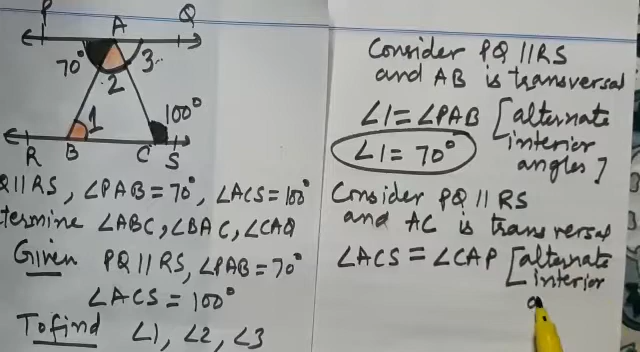 P A Q
70° 2 3
1 100°
R B C S
Q || RS, ∠PAB = 70°, ∠ACS = 100°
termine ∠ABC, ∠BAC, ∠CAQ
Given PQ || RS, ∠PAB = 70°
∠ACS = 100°
To find ∠1, ∠2, ∠3
Consider PQ || RS
and AB is transversal
∠1 = ∠PAB [alternate
interior
angles]
∠1 = 70°
Consider PQ || RS
and AC is transversal
∠ACS = ∠CAP [alternate
interior
a